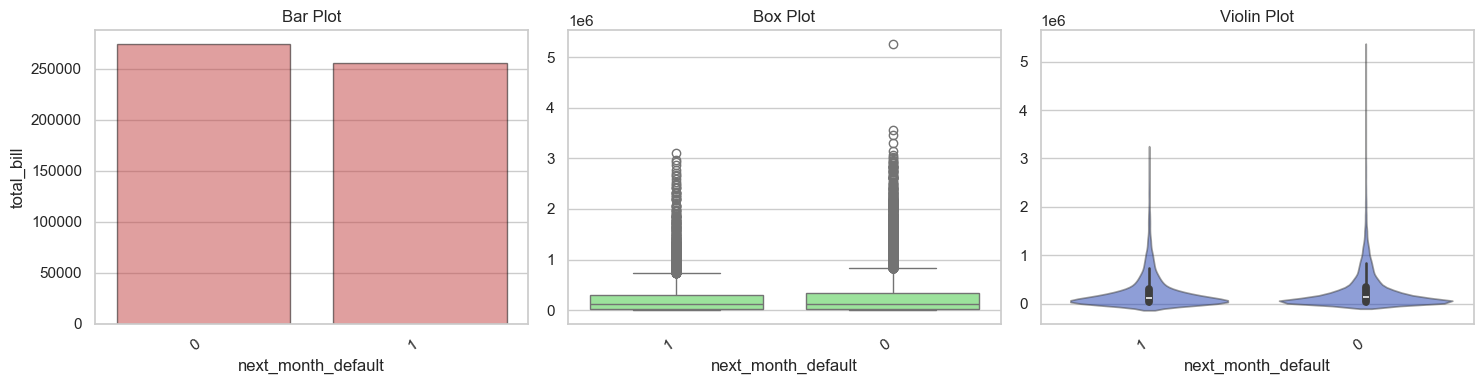 Bar Plot
total_bill
250000
200000
150000
100000
50000
0
0 1
next_month_default
Box Plot
1e6
5
4
3
2
1
0
1 0
next_month_default
Violin Plot
1e6
5
4
3
2
1
0
1 0
next_month_default